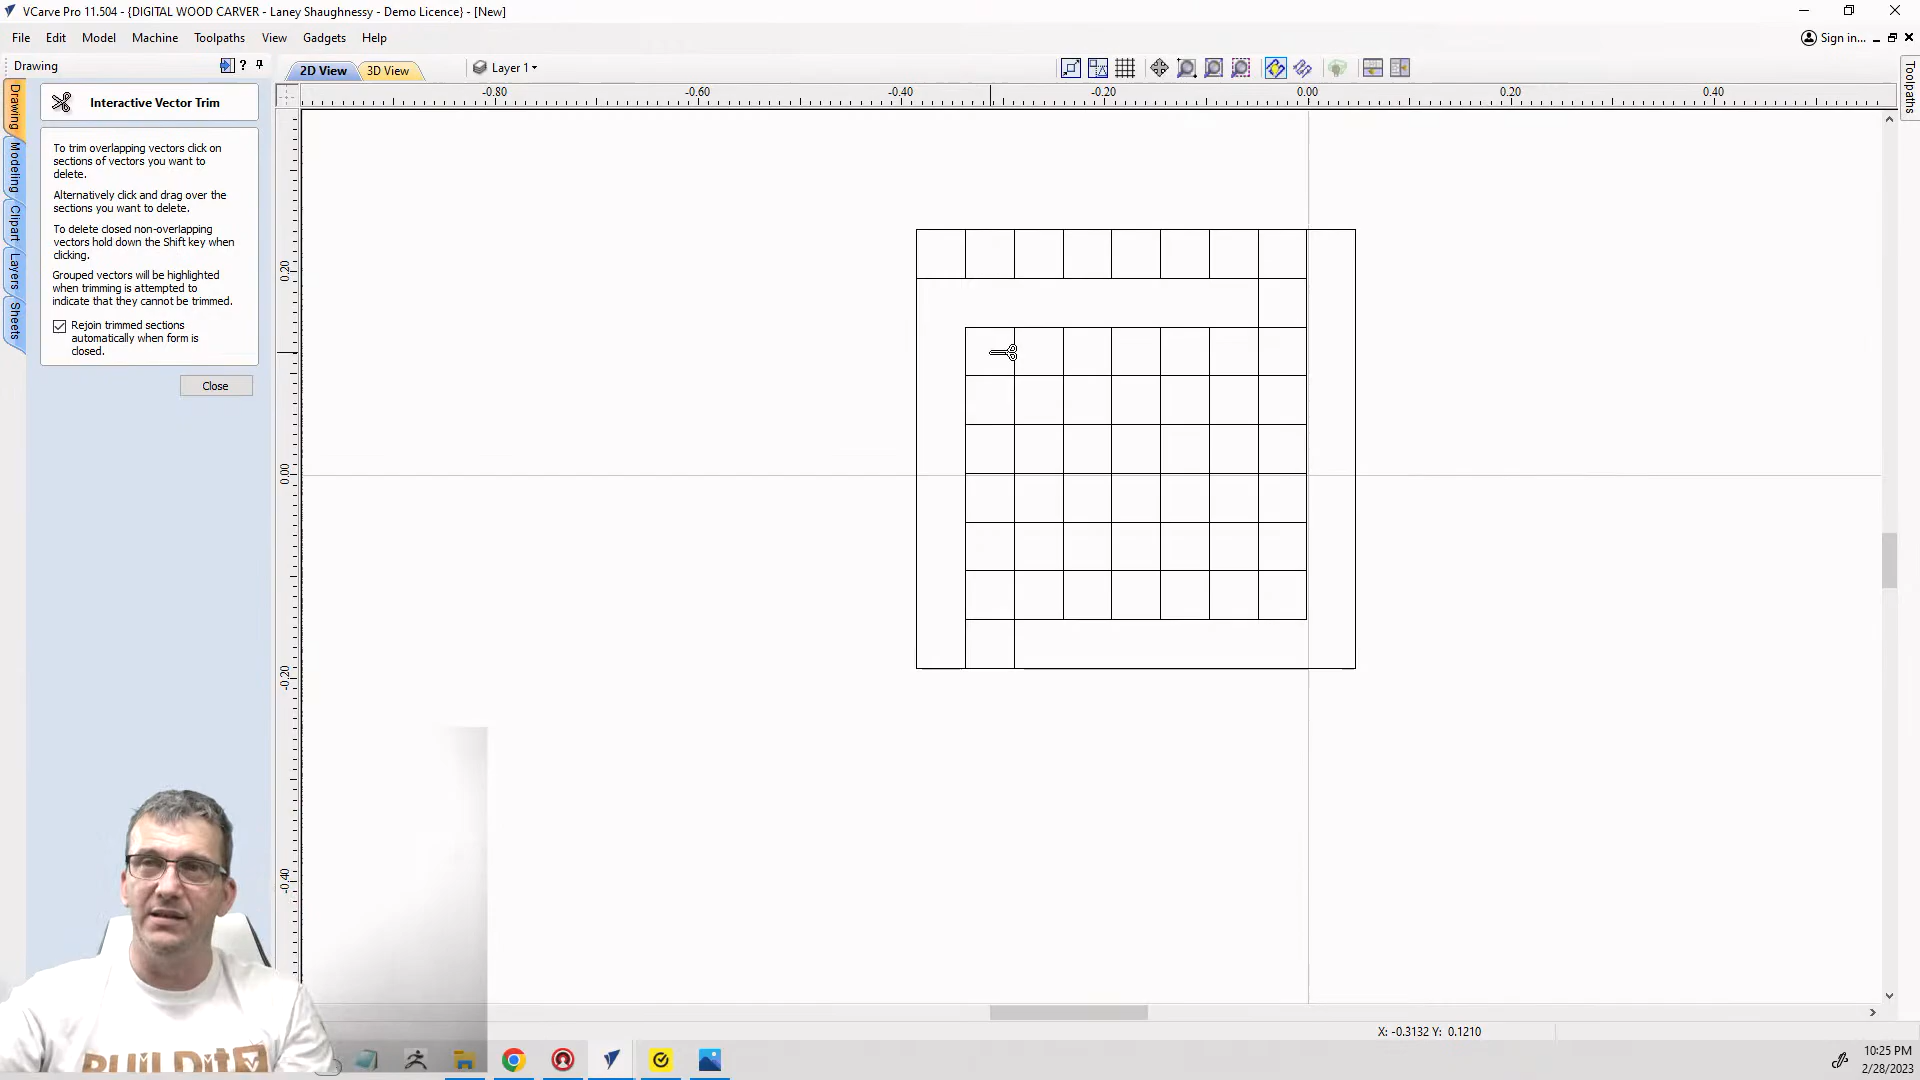 VCarve Pro 11.504 - {DIGITAL WOOD CARVER - Laney Shaughnessy - Demo Licence} - [New]
File Edit Model Machine Toolpaths View Gadgets Help
Sign in...
Drawing
?
2D View
3D View
Layer 1
Drawing
Modeling
Clipart
Layers
Sheets
Toolpaths
Interactive Vector Trim
To trim overlapping vectors click on
sections of vectors you want to
delete.
Alternatively click and drag over the
sections you want to delete.
To delete closed non-overlapping
vectors hold down the Shift key when
clicking.
Grouped vectors will be highlighted
when trimming is attempted to
indicate that they cannot be trimmed.
Rejoin trimmed sections
automatically when form is
closed.
Close
-0.80 -0.60 -0.40 -0.20 0.00 0.20 0.40
0.20
0.00
-0.20
-0.40
BUILDit
X: -0.3132 Y: 0.1210
10:25 PM
2/28/2023